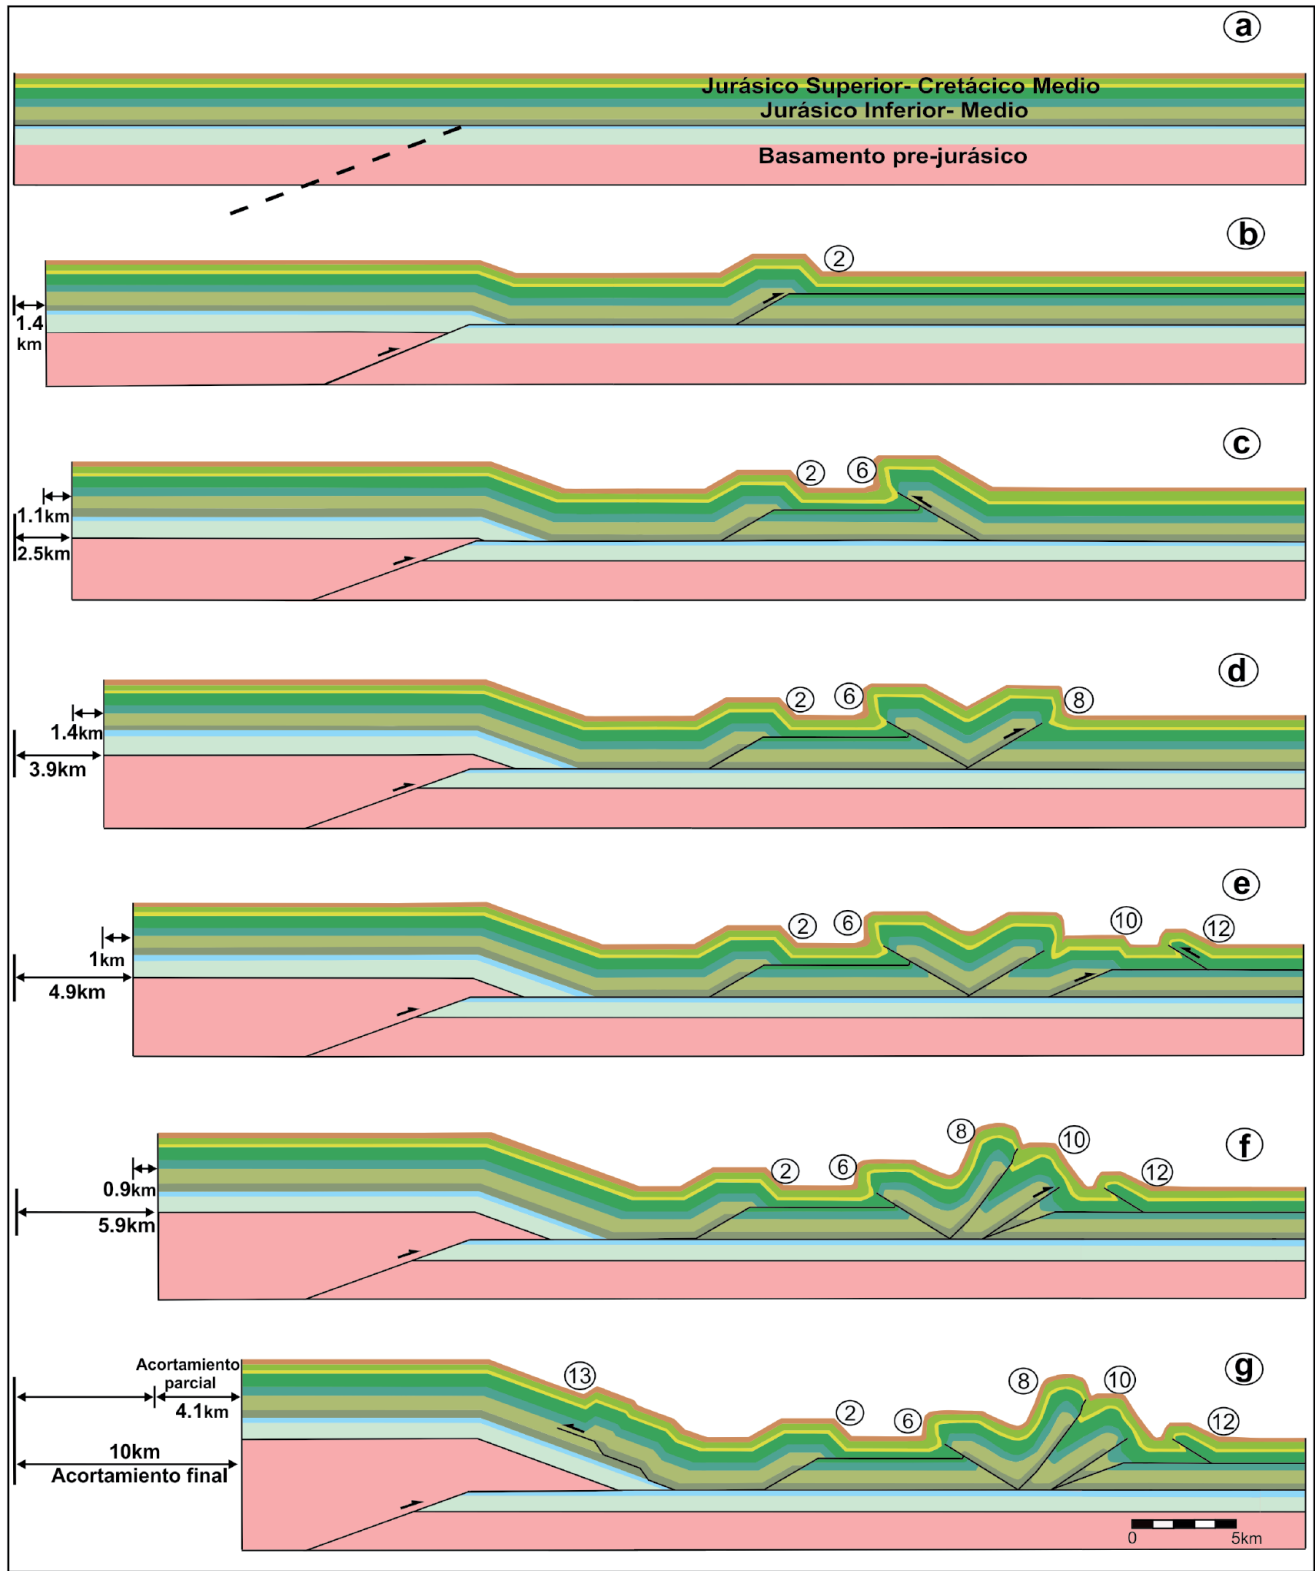 a
Jurásico Superior- Cretácico Medio
Jurásico Inferior- Medio
Basamento pre-jurásico
b
2
1.4
km
c
2
6
1.1km
2.5km
d
2
6
8
1.4km
3.9km
e
2
6
10
12
1km
4.9km
f
8
10
2
6
12
0.9km
5.9km
g
Acortamiento
parcial
4.1km
13
8
10
2
6
12
10km
Acortamiento final
0
5km